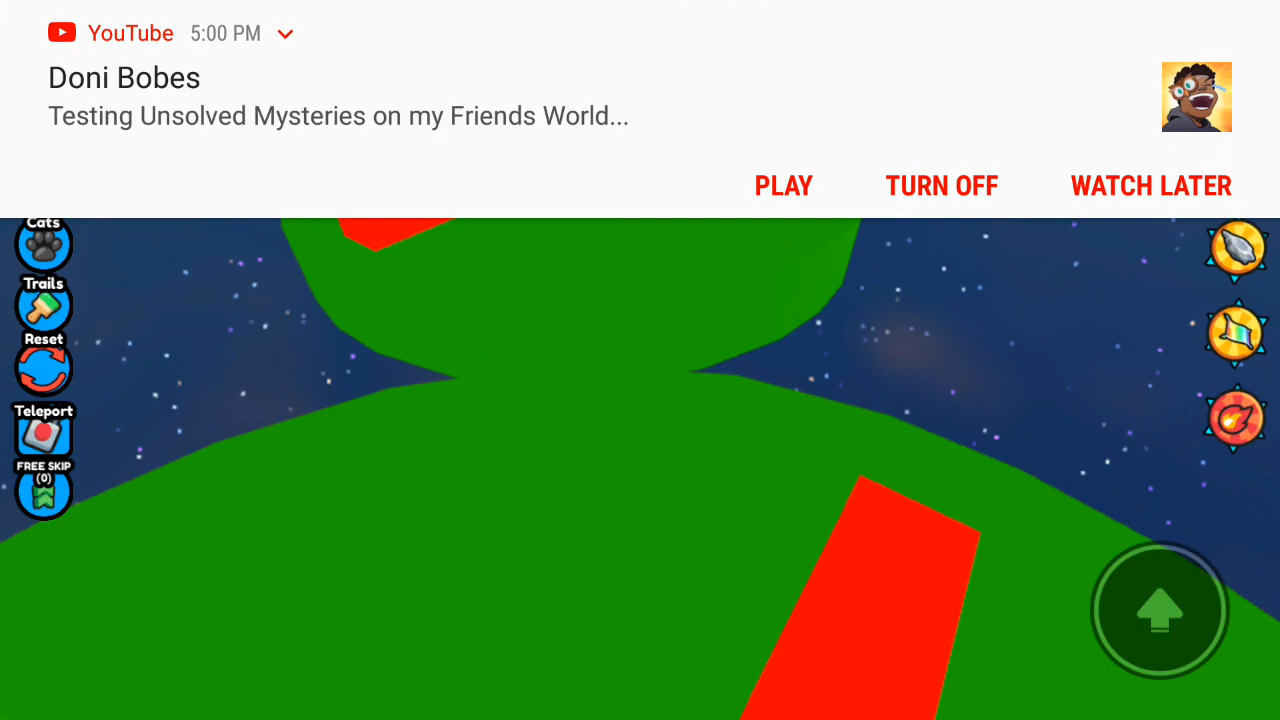 YouTube 5:00 PM
Doni Bobes
Testing Unsolved Mysteries on my Friends World...
PLAY TURN OFF WATCH LATER
Cats
Trails
Reset
Teleport
FREE SKIP
(0)